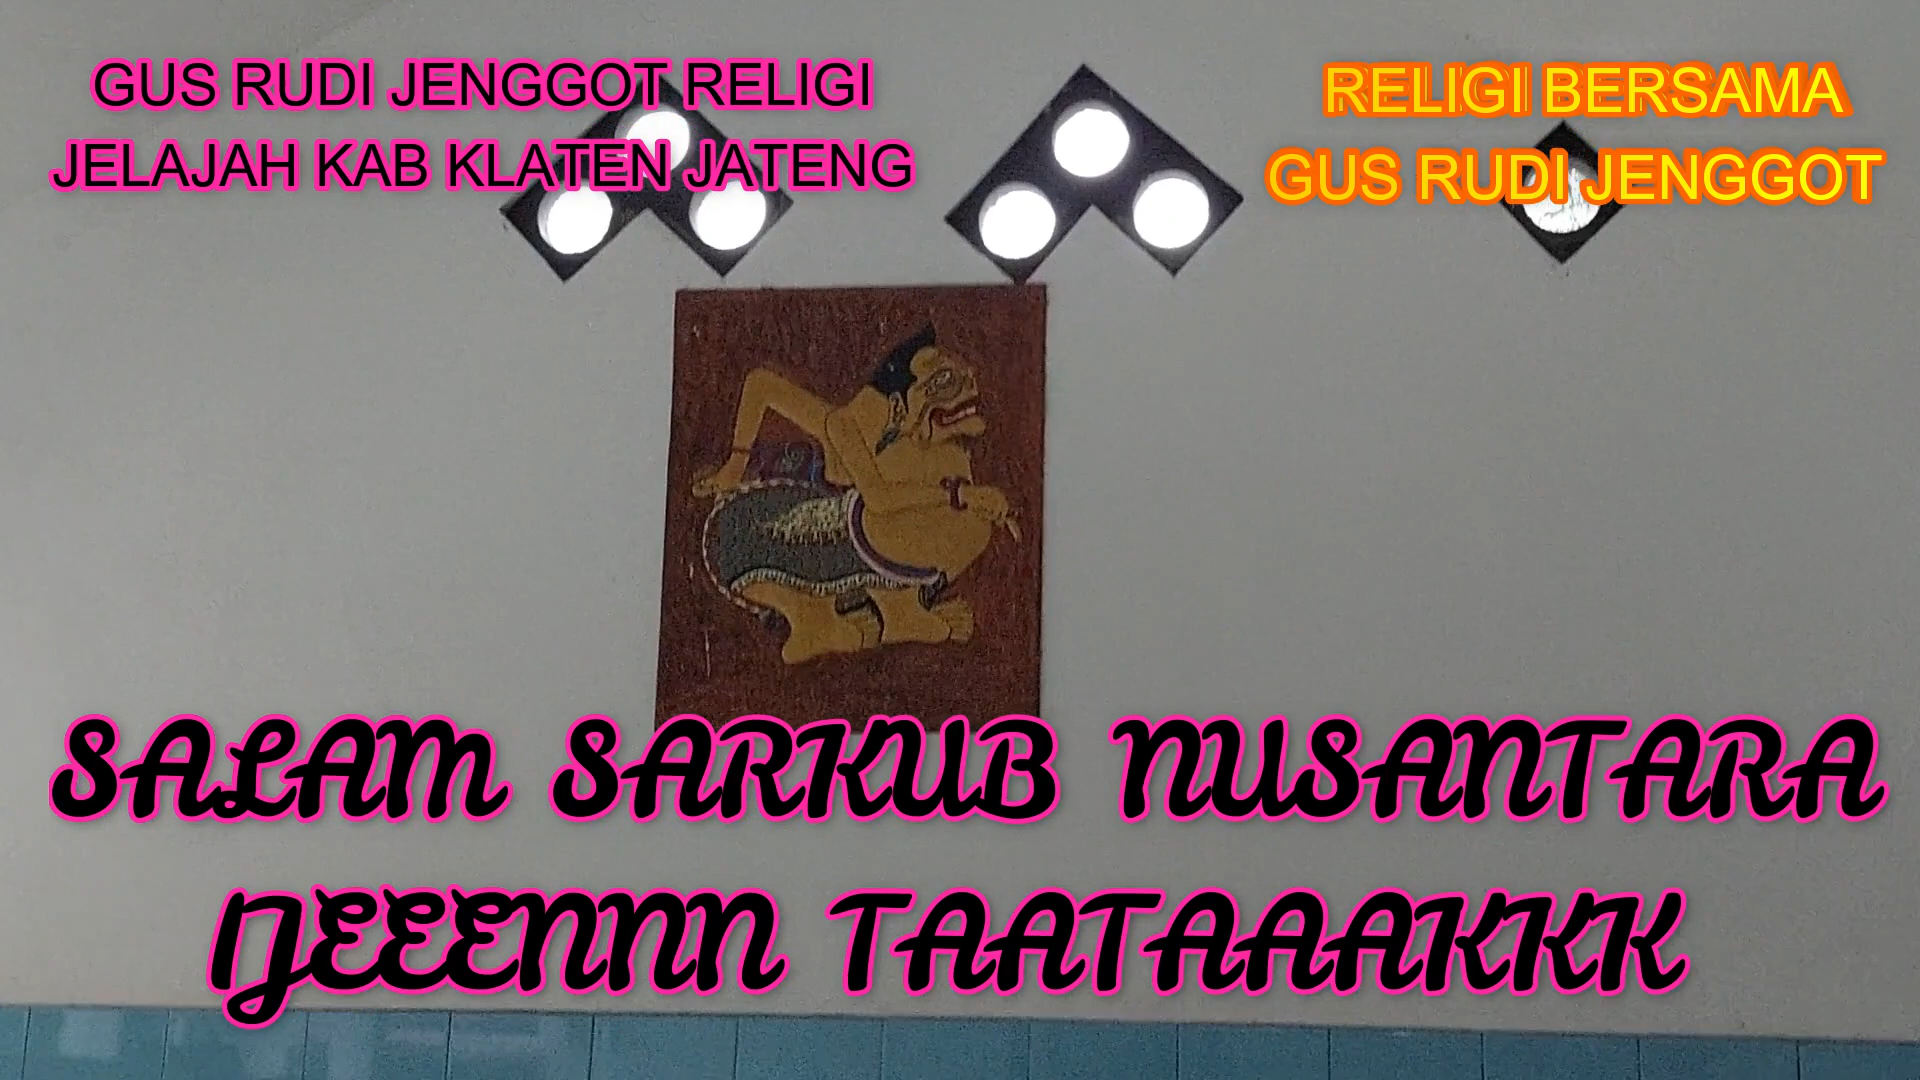 GUS RUDI JENGGOT RELIGI
JELAJAH KAB KLATEN JATENG
RELIGI BERSAMA
GUS RUDI JENGGOT
SALAM SARKUB NUSANTARA
IJEEENNN TAATAAAKKK